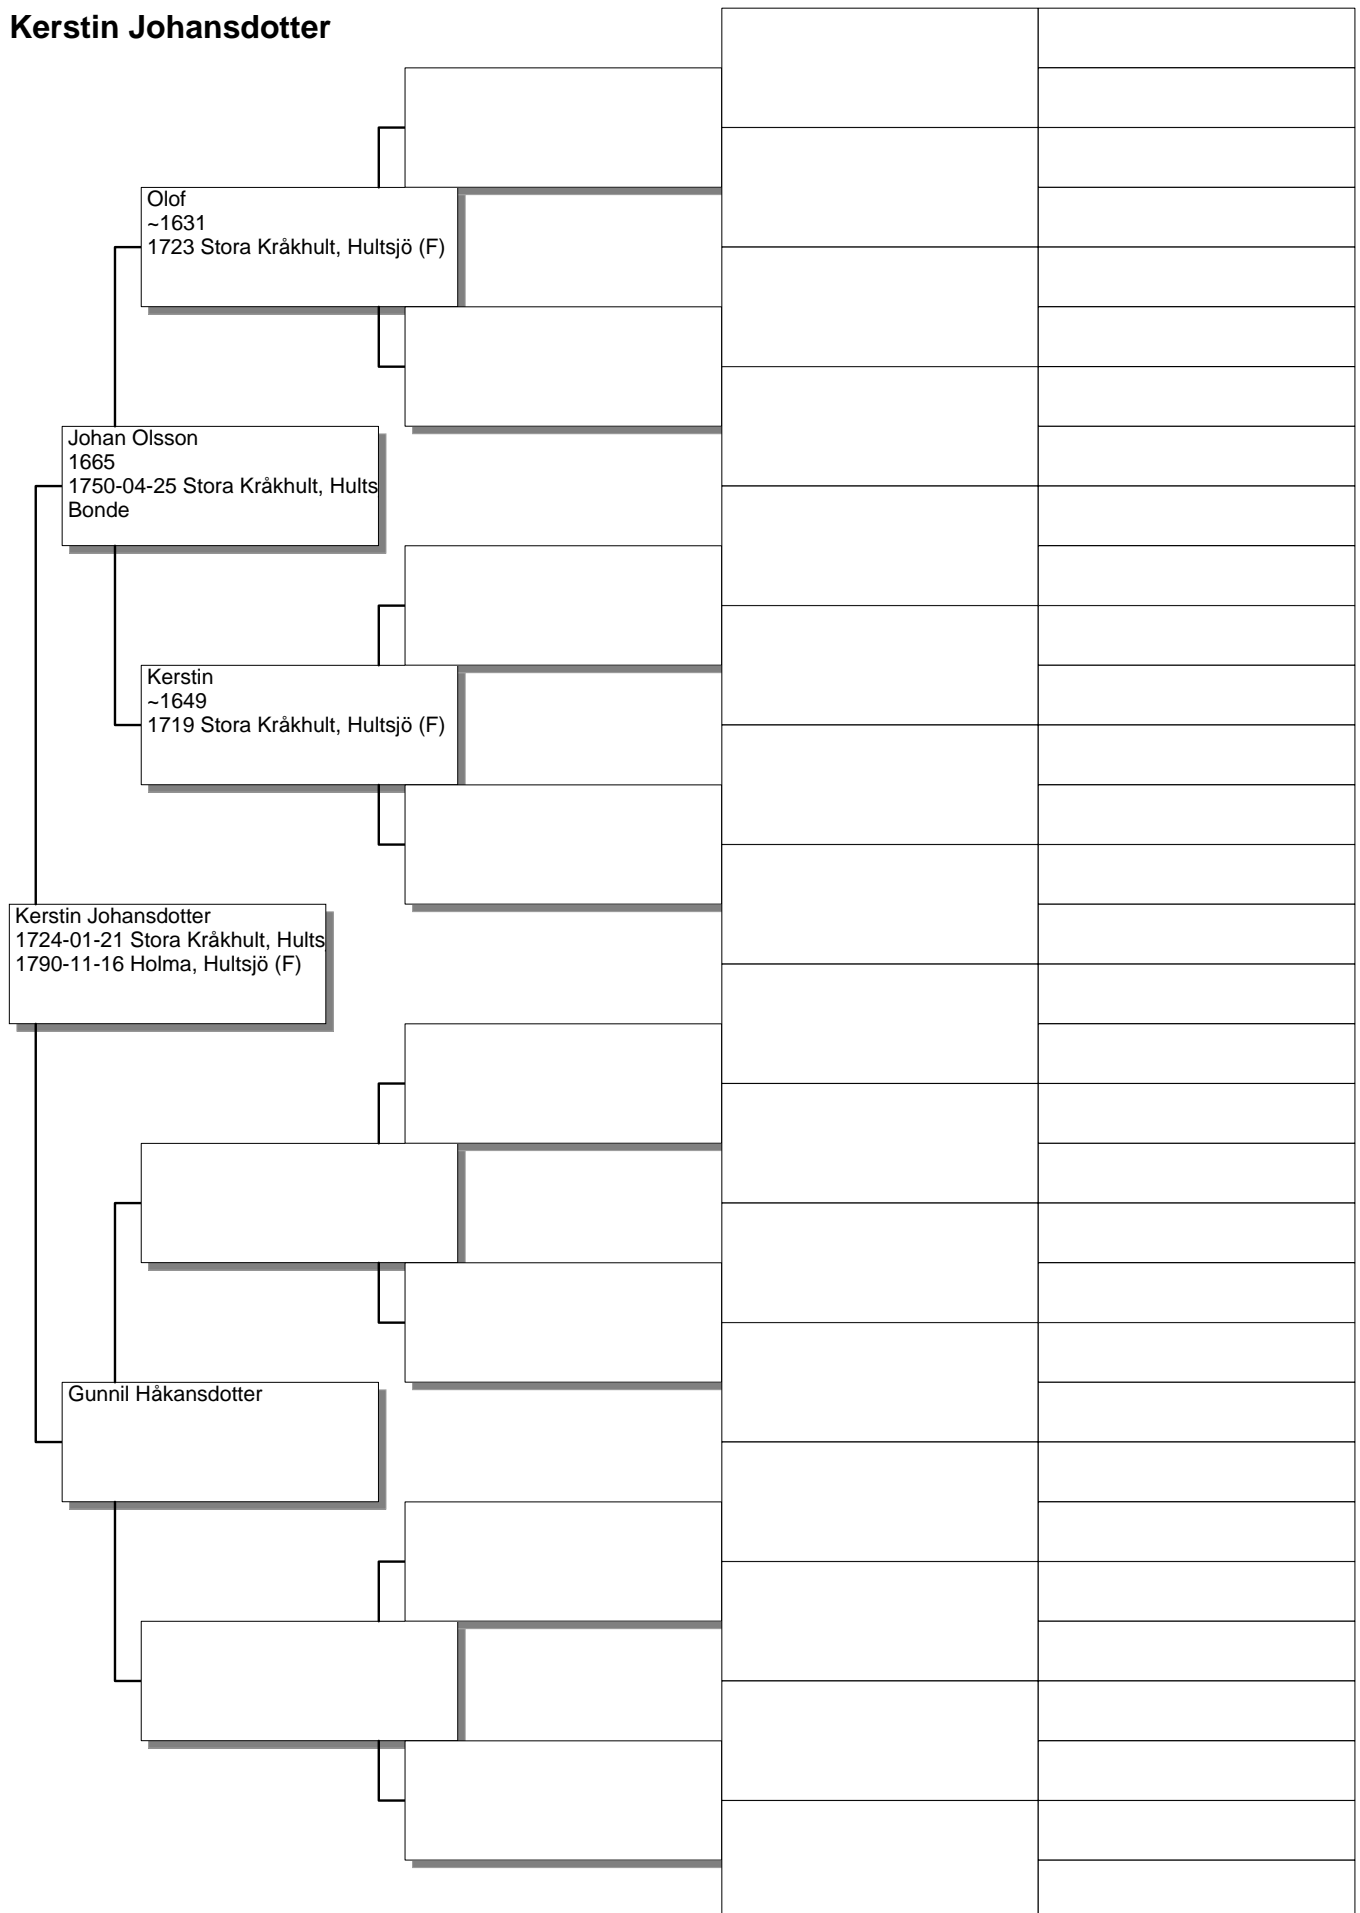 Kerstin Johansdotter
Olof
~1631
1723 Stora Kråkhult, Hultsjö (F)
Johan Olsson
1665
1750-04-25 Stora Kråkhult, Hults
Bonde
Kerstin
~1649
1719 Stora Kråkhult, Hultsjö (F)
Kerstin Johansdotter
1724-01-21 Stora Kråkhult, Hults
1790-11-16 Holma, Hultsjö (F)
Gunnil Håkansdotter